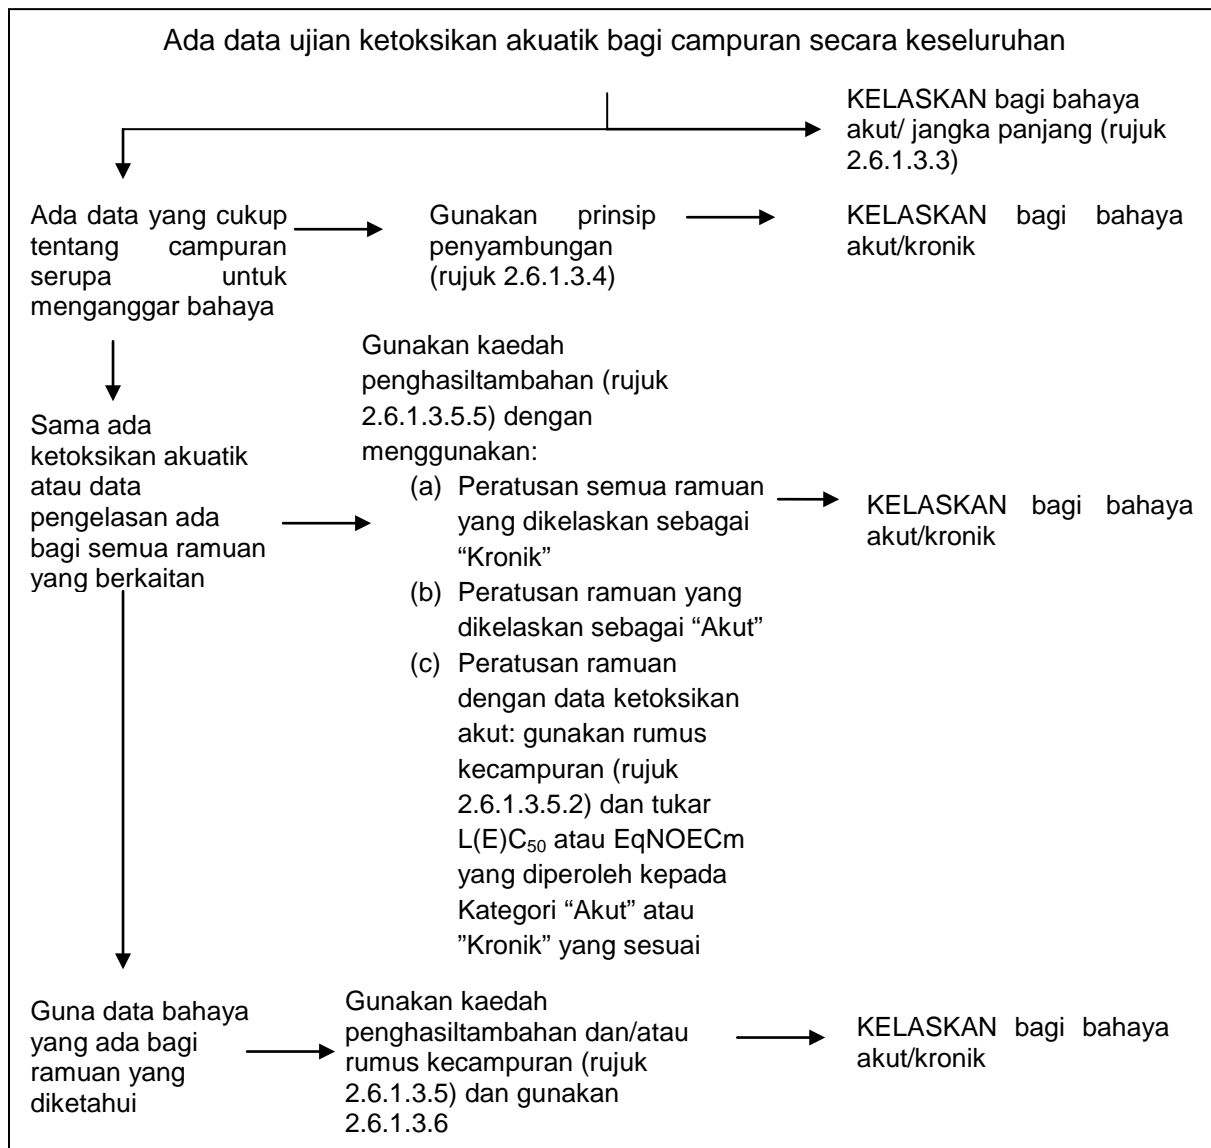 Ada data ujian ketoksikan akuatik bagi campuran secara keseluruhan
KELASKAN bagi bahaya
akut/ jangka panjang (rujuk
2.6.1.3.3)
Ada data yang cukup
tentang campuran
serupa untuk
menganggar bahaya
Gunakan prinsip
penyambungan
(rujuk 2.6.1.3.4)
KELASKAN bagi bahaya
akut/kronik
Sama ada
ketoksikan akuatik
atau data
pengelasan ada
bagi semua ramuan
yang berkaitan
Gunakan kaedah
penghasiltambahan (rujuk
2.6.1.3.5.5) dengan
menggunakan:
(a) Peratusan semua ramuan
yang dikelaskan sebagai
“Kronik”
(b) Peratusan ramuan yang
dikelaskan sebagai “Akut”
(c) Peratusan ramuan
dengan data ketoksikan
akut: gunakan rumus
kecampuran (rujuk
2.6.1.3.5.2) dan tukar
L(E)C₅₀ atau EqNOECm
yang diperoleh kepada
Kategori “Akut” atau
”Kronik” yang sesuai
KELASKAN bagi bahaya
akut/kronik
Guna data bahaya
yang ada bagi
ramuan yang
diketahui
Gunakan kaedah
penghasiltambahan dan/atau
rumus kecampuran (rujuk
2.6.1.3.5) dan gunakan
2.6.1.3.6
KELASKAN bagi bahaya
akut/kronik